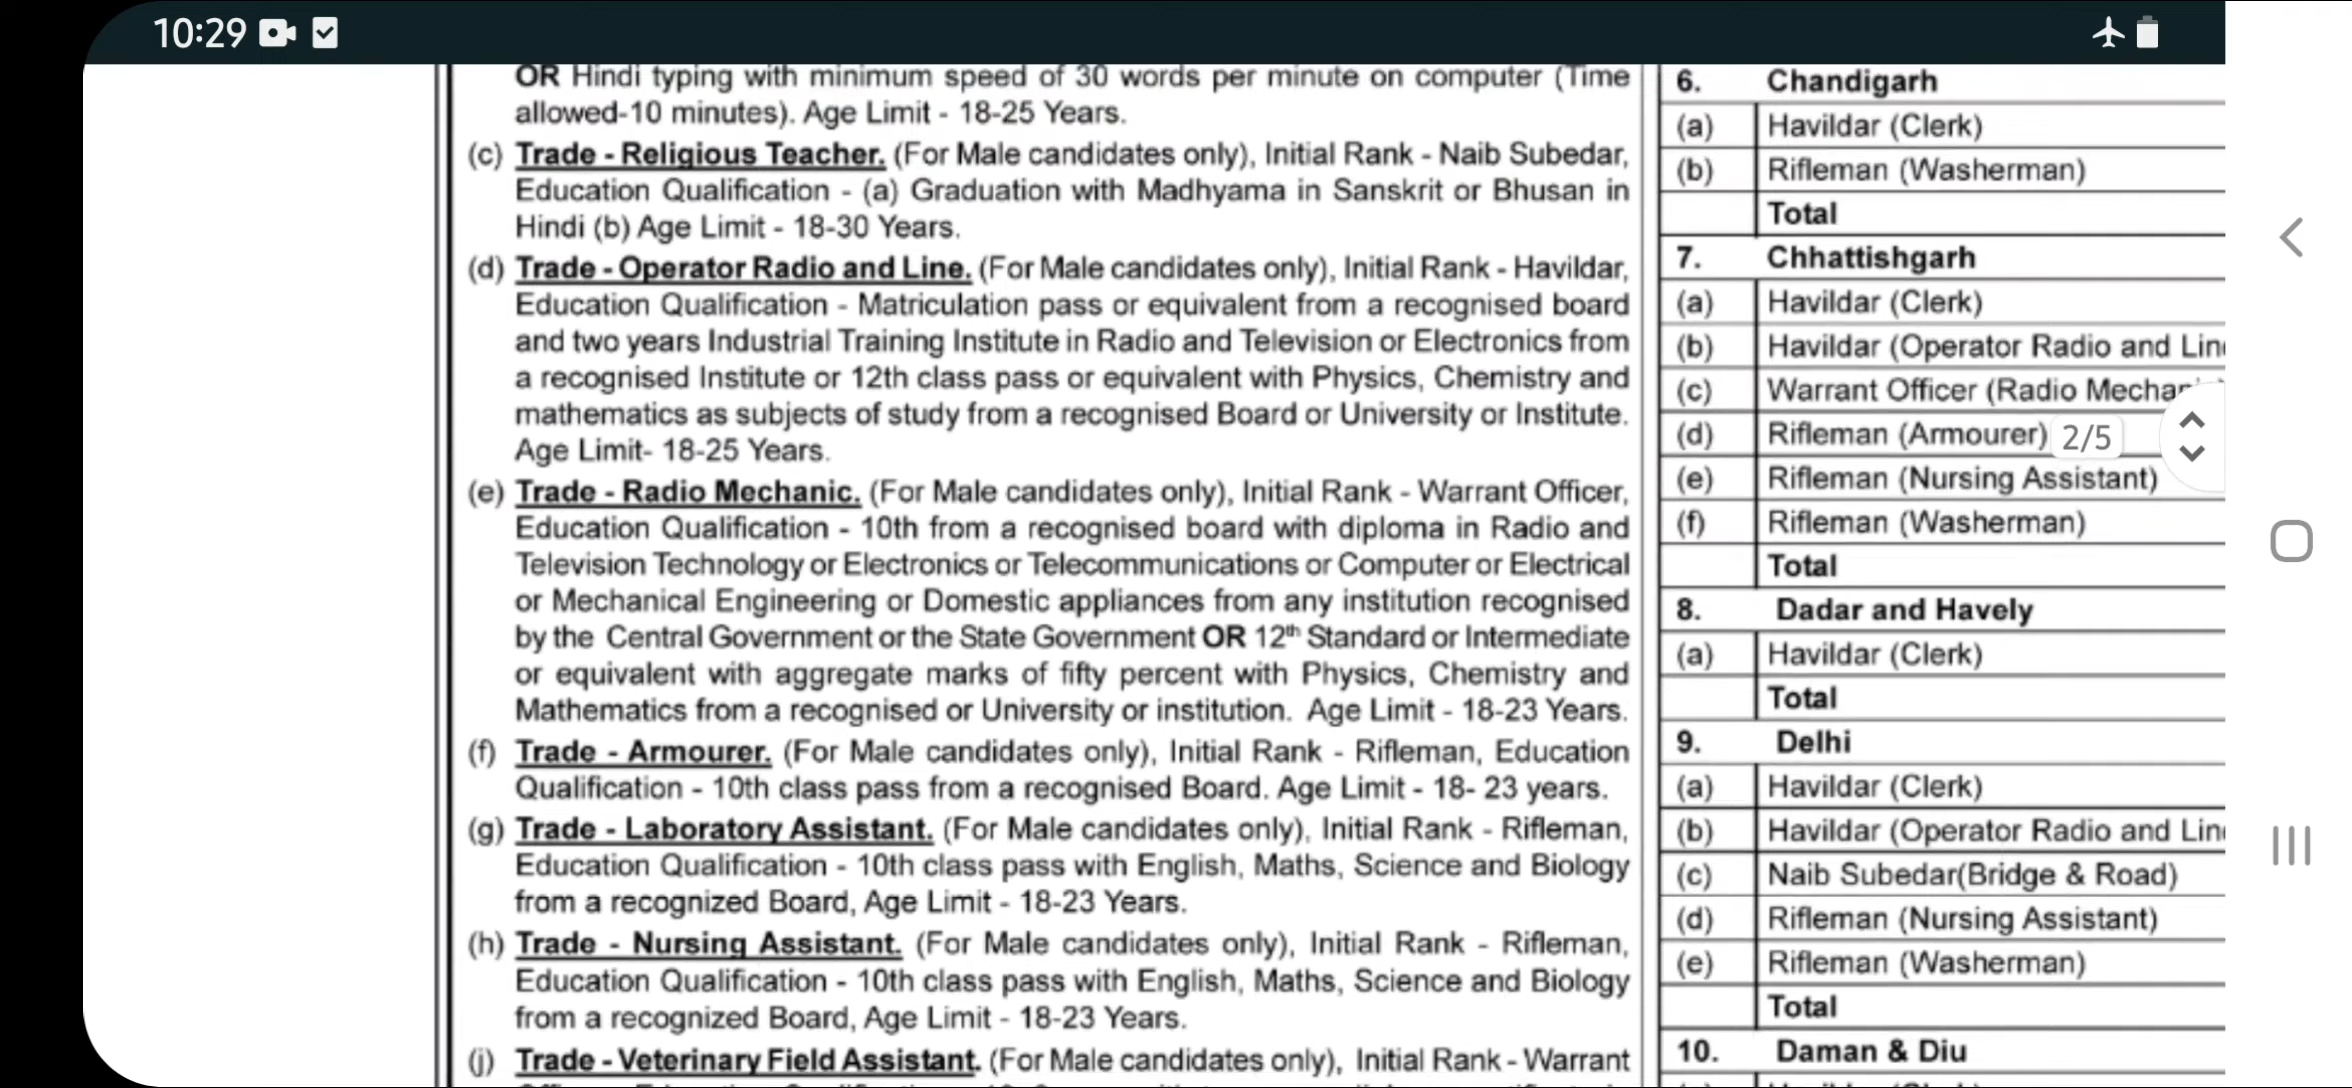 10:29
OR Hindi typing with minimum speed of 30 words per minute on computer (Time
allowed-10 minutes). Age Limit - 18-25 Years.
(c) Trade - Religious Teacher. (For Male candidates only), Initial Rank - Naib Subedar,
Education Qualification - (a) Graduation with Madhyama in Sanskrit or Bhusan in
Hindi (b) Age Limit - 18-30 Years.
(d) Trade - Operator Radio and Line. (For Male candidates only), Initial Rank - Havildar,
Education Qualification - Matriculation pass or equivalent from a recognised board
and two years Industrial Training Institute in Radio and Television or Electronics from
a recognised Institute or 12th class pass or equivalent with Physics, Chemistry and
mathematics as subjects of study from a recognised Board or University or Institute.
Age Limit- 18-25 Years.
(e) Trade - Radio Mechanic. (For Male candidates only), Initial Rank - Warrant Officer,
Education Qualification - 10th from a recognised board with diploma in Radio and
Television Technology or Electronics or Telecommunications or Computer or Electrical
or Mechanical Engineering or Domestic appliances from any institution recognised
by the Central Government or the State Government OR 12th Standard or Intermediate
or equivalent with aggregate marks of fifty percent with Physics, Chemistry and
Mathematics from a recognised or University or institution. Age Limit - 18-23 Years.
(f) Trade - Armourer. (For Male candidates only), Initial Rank - Rifleman, Education
Qualification - 10th class pass from a recognised Board. Age Limit - 18- 23 years.
(g) Trade - Laboratory Assistant. (For Male candidates only), Initial Rank - Rifleman,
Education Qualification - 10th class pass with English, Maths, Science and Biology
from a recognized Board, Age Limit - 18-23 Years.
(h) Trade - Nursing Assistant. (For Male candidates only), Initial Rank - Rifleman,
Education Qualification - 10th class pass with English, Maths, Science and Biology
from a recognized Board, Age Limit - 18-23 Years.
(j) Trade - Veterinary Field Assistant. (For Male candidates only), Initial Rank - Warrant
6. Chandigarh
(a) Havildar (Clerk)
(b) Rifleman (Washerman)
Total
7. Chhattishgarh
(a) Havildar (Clerk)
(b) Havildar (Operator Radio and Lin
(c) Warrant Officer (Radio Mechan
(d) Rifleman (Armourer)
2/5
(e) Rifleman (Nursing Assistant)
(f) Rifleman (Washerman)
Total
8. Dadar and Havely
(a) Havildar (Clerk)
Total
9. Delhi
(a) Havildar (Clerk)
(b) Havildar (Operator Radio and Lin
(c) Naib Subedar(Bridge & Road)
(d) Rifleman (Nursing Assistant)
(e) Rifleman (Washerman)
Total
10. Daman & Diu